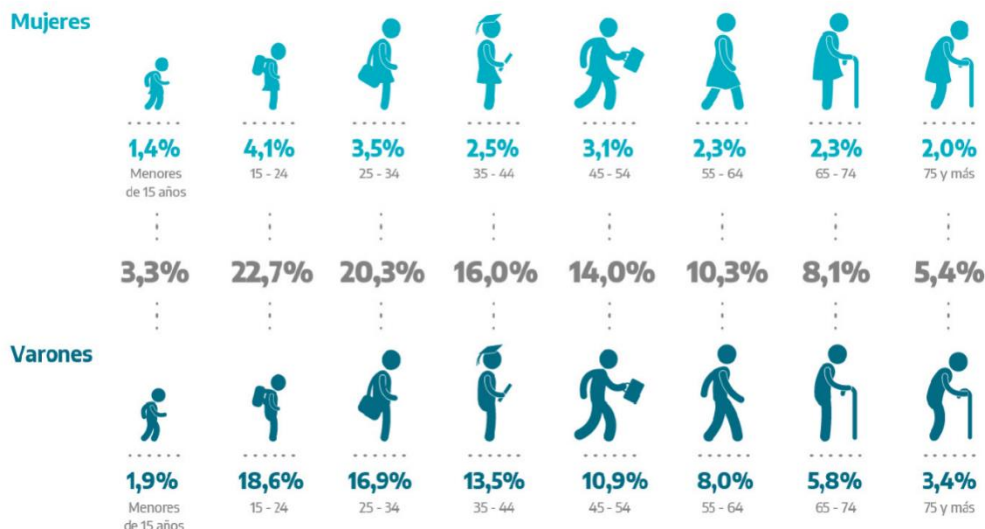 Mujeres
1,4% 4,1% 3,5% 2,5% 3,1% 2,3% 2,3% 2,0%
Menores de 15 años 15 - 24 25 - 34 35 - 44 45 - 54 55 - 64 65 - 74 75 y más
3,3% 22,7% 20,3% 16,0% 14,0% 10,3% 8,1% 5,4%
Varones
1,9% 18,6% 16,9% 13,5% 10,9% 8,0% 5,8% 3,4%
Menores de 15 años 15 - 24 25 - 34 35 - 44 45 - 54 55 - 64 65 - 74 75 y más